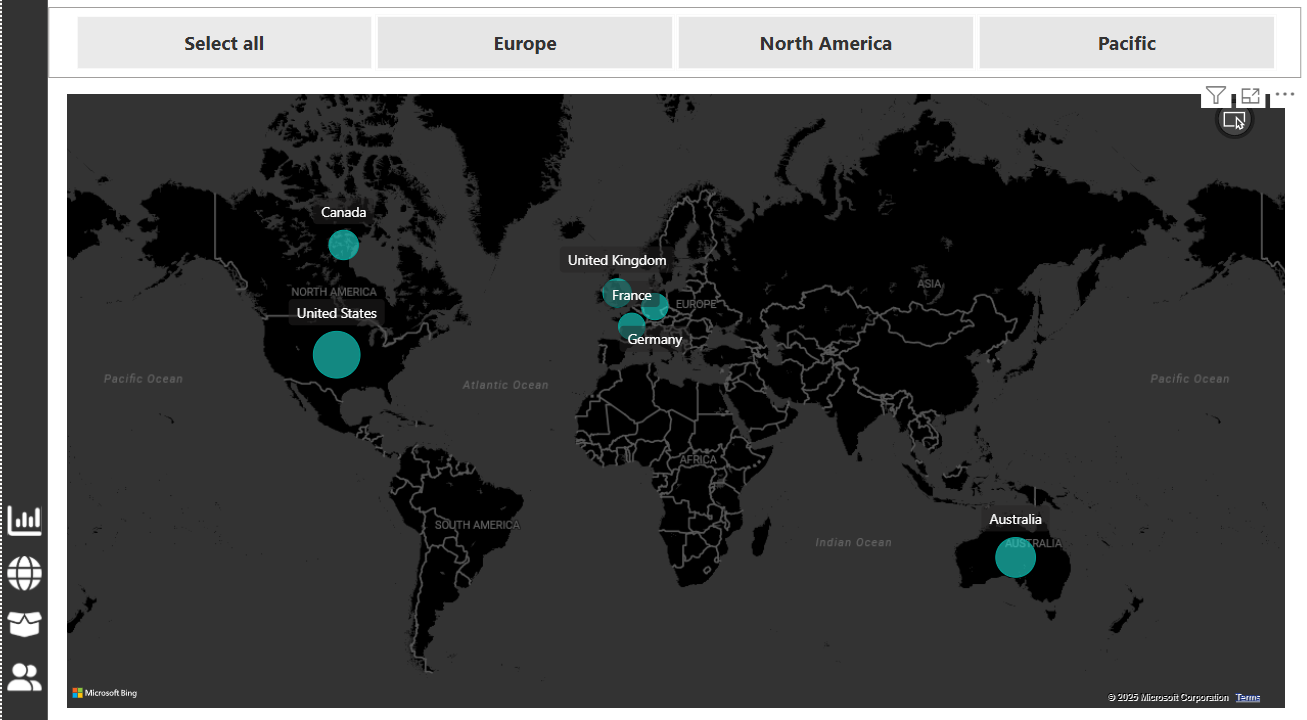 Select all
Europe
North America
Pacific
Canada
United Kingdom
NORTH AMERICA
France
EUROPE
ASIA
United States
Germany
Pacific Ocean
Atlantic Ocean
Pacific Ocean
AFRICA
SOUTH AMERICA
Australia
Indian Ocean
AUSTRALIA
Microsoft Bing
© 2025 Microsoft Corporation Terms